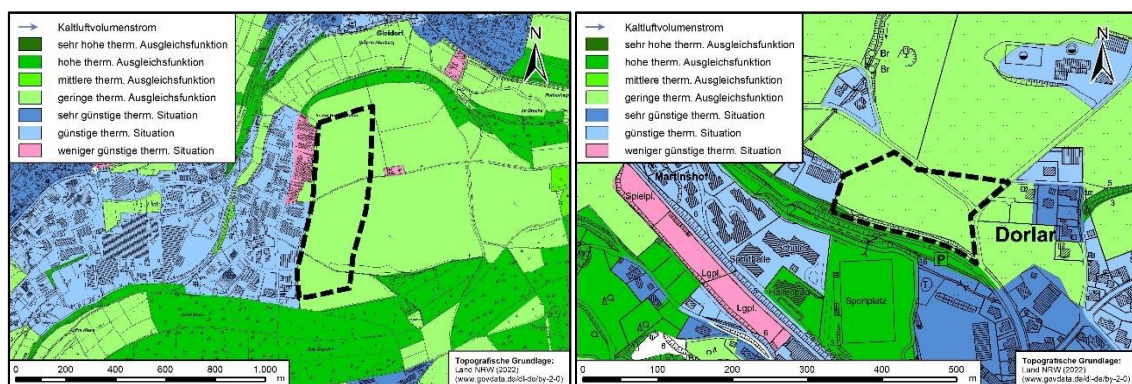 Kaltluftvolumenstrom
sehr hohe therm. Ausgleichsfunktion
hohe therm. Ausgleichsfunktion
mittlere therm. Ausgleichsfunktion
geringe therm. Ausgleichsfunktion
sehr günstige therm. Situation
günstige therm. Situation
weniger günstige therm. Situation
Gleidorf
N
0 200 400 600 800 1.000
m
Topografische Grundlage:
Land NRW (2022)
(www.govdata.de/dl-de/by-2-0)
Kaltluftvolumenstrom
sehr hohe therm. Ausgleichsfunktion
hohe therm. Ausgleichsfunktion
mittlere therm. Ausgleichsfunktion
geringe therm. Ausgleichsfunktion
sehr günstige therm. Situation
günstige therm. Situation
weniger günstige therm. Situation
Br
Br
N
Martinshof
Spielpl.
6
Schule
Sporthalle
Dorlar
Lgpl.
P
Hallenbad
Sportplatz
T
Lgpl.
6
0 100 200 300 400 500
m
Topografische Grundlage:
Land NRW (2022)
(www.govdata.de/dl-de/by-2-0)